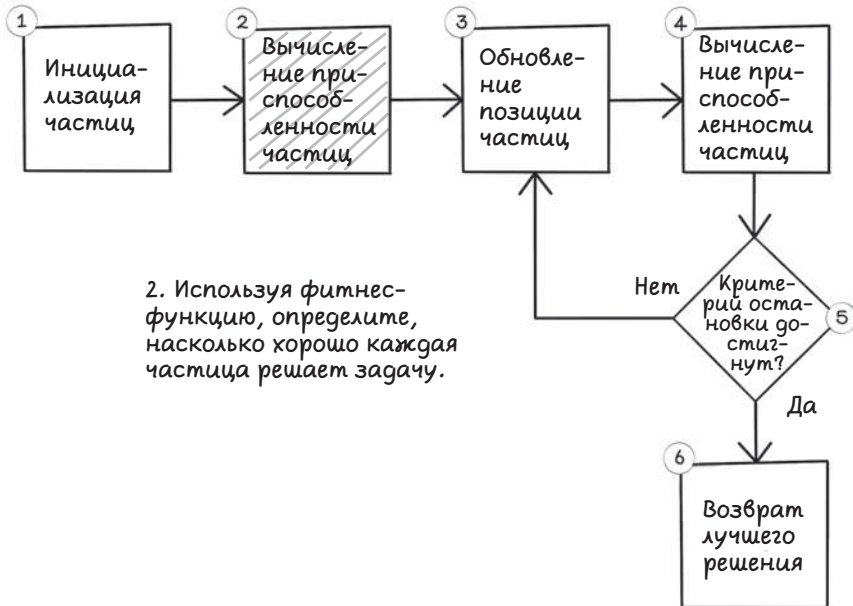 1
Инициа-
лизация
частиц
2
Вычисле-
ние при-
способ-
ленности
частиц
3
Обновле-
ние
позиции
частиц
4
Вычисле-
ние при-
способ-
ленности
частиц
2. Используя фитнес-
функцию, определите,
насколько хорошо каждая
частица решает задачу.
Нет
Крите-
рий оста-
новки до-
стиг-
нут?
5
Да
6
Возврат
лучшего
решения